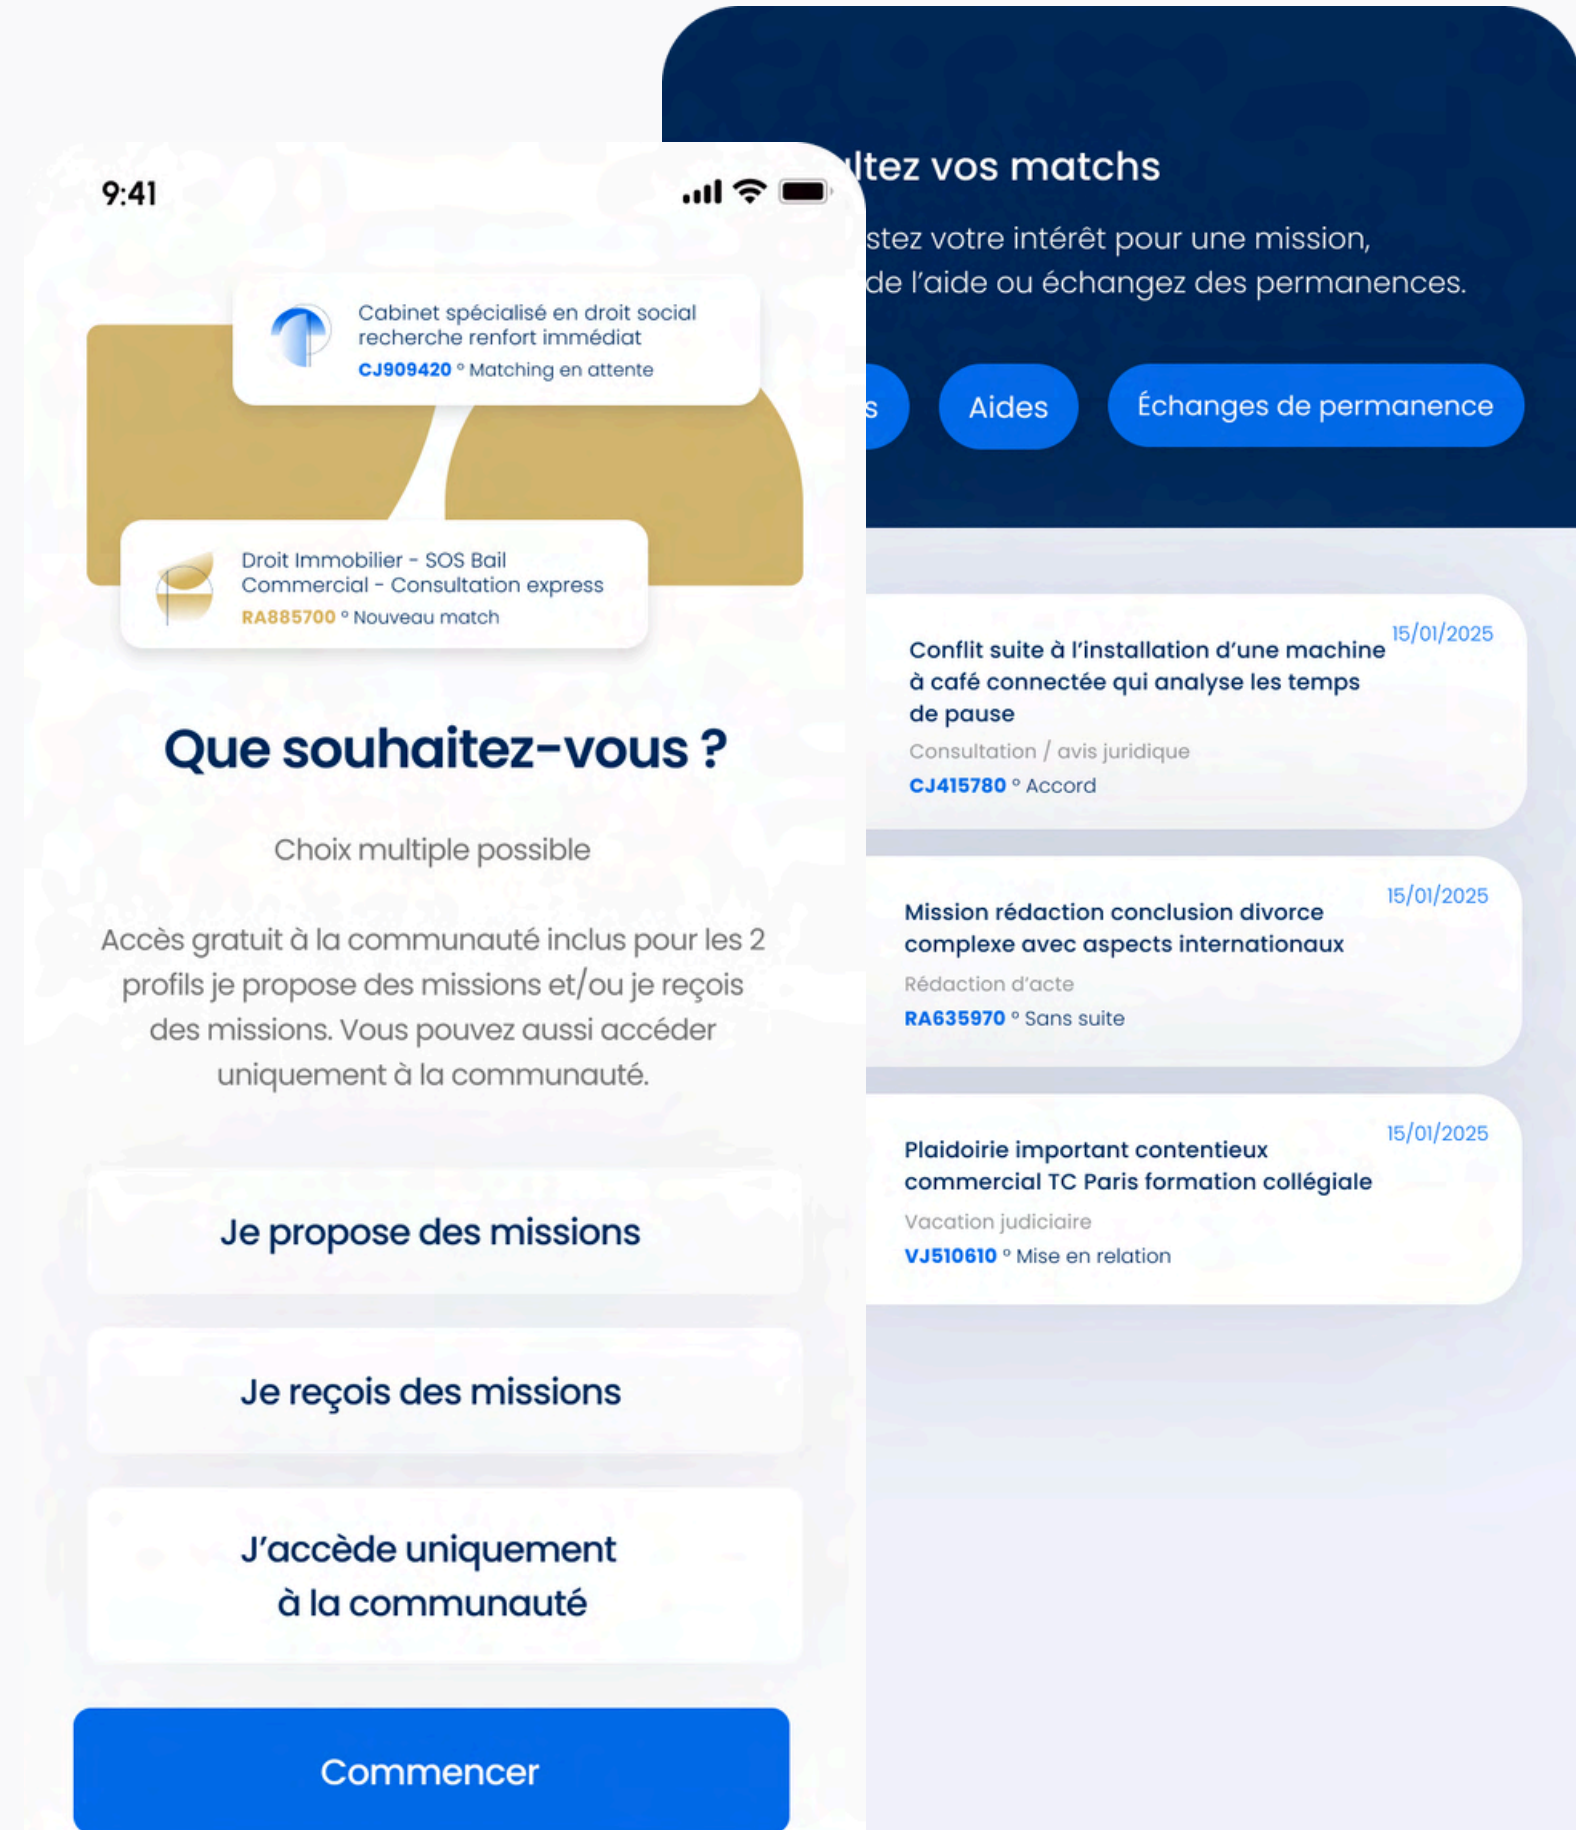 9:41
Cabinet spécialisé en droit social
recherche renfort immédiat
CJ909420 ° Matching en attente
Droit Immobilier - SOS Bail
Commercial - Consultation express
RA885700 ° Nouveau match
Que souhaitez-vous ?
Choix multiple possible
Accès gratuit à la communauté inclus pour les 2
profils je propose des missions et/ou je reçois
des missions. Vous pouvez aussi accéder
uniquement à la communauté.
Je propose des missions
Je reçois des missions
J'accède uniquement
à la communauté
Commencer
ltez vos matchs
stez votre intérêt pour une mission,
de l'aide ou échangez des permanences.
s
Aides
Échanges de permanence
15/01/2025
Conflit suite à l'installation d'une machine
à café connectée qui analyse les temps
de pause
Consultation / avis juridique
CJ415780 ° Accord
15/01/2025
Mission rédaction conclusion divorce
complexe avec aspects internationaux
Rédaction d'acte
RA635970 ° Sans suite
15/01/2025
Plaidoirie important contentieux
commercial TC Paris formation collégiale
Vacation judiciaire
VJ510610 ° Mise en relation